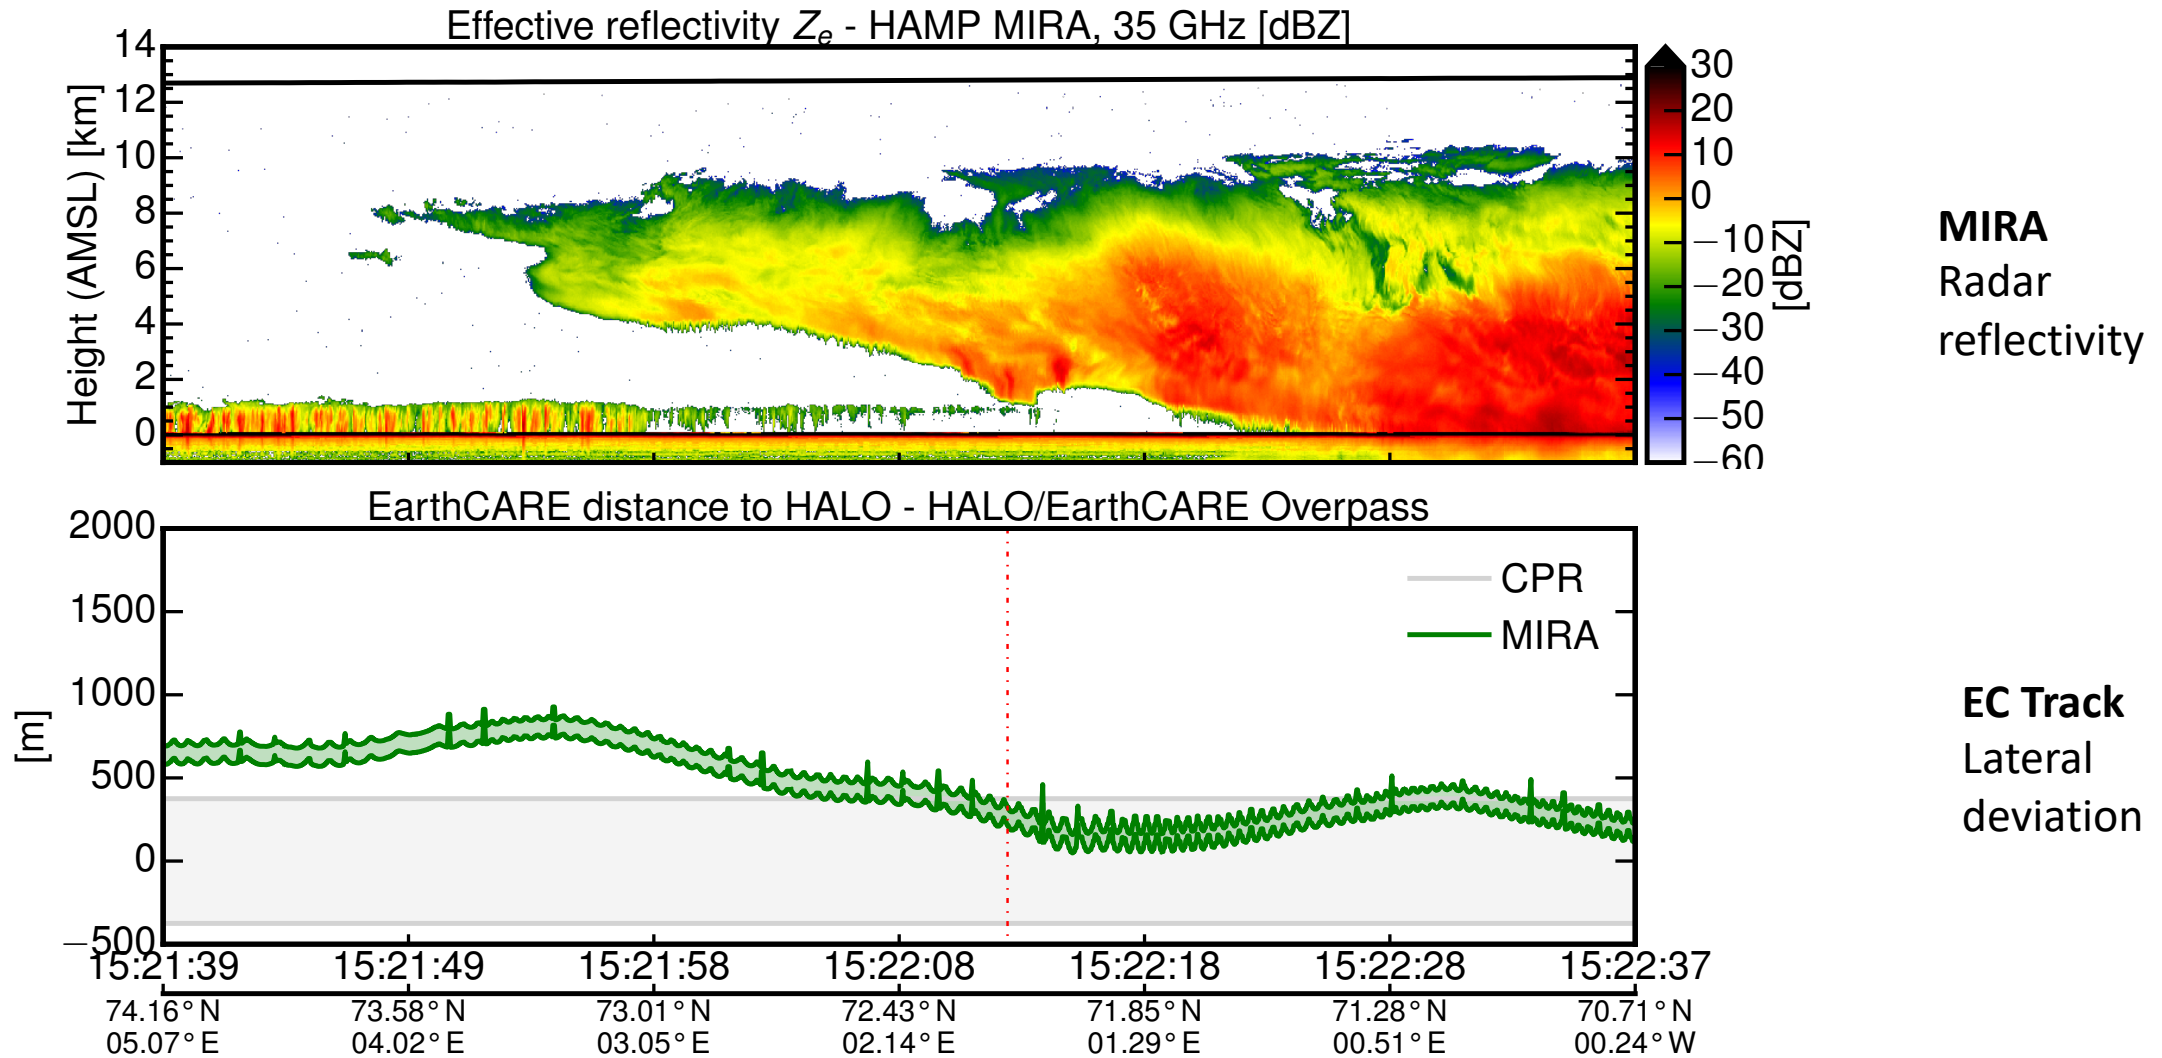 Effective reflectivity Ze - HAMP MIRA, 35 GHz [dBZ]
14
12
10
8
6
4
2
0
Height (AMSL) [km]
30
20
10
0
−10
−20
−30
−40
−50
−60
[dBZ]
MIRA
Radar
reflectivity
EarthCARE distance to HALO - HALO/EarthCARE Overpass
2000
1500
1000
500
0
−500
[m]
CPR
MIRA
EC Track
Lateral
deviation
15:21:39 15:21:49 15:21:58 15:22:08 15:22:18 15:22:28 15:22:37
74.16°N 73.58°N 73.01°N 72.43°N 71.85°N 71.28°N 70.71°N
05.07°E 04.02°E 03.05°E 02.14°E 01.29°E 00.51°E 00.24°W